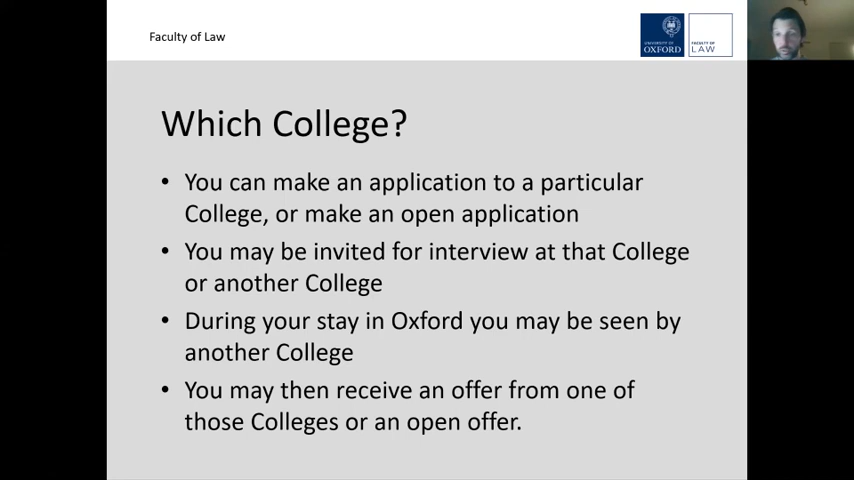 Faculty of Law
UNIVERSITY OF
OXFORD
FACULTY OF
LAW
Which College?
• You can make an application to a particular
College, or make an open application
• You may be invited for interview at that College
or another College
• During your stay in Oxford you may be seen by
another College
• You may then receive an offer from one of
those Colleges or an open offer.